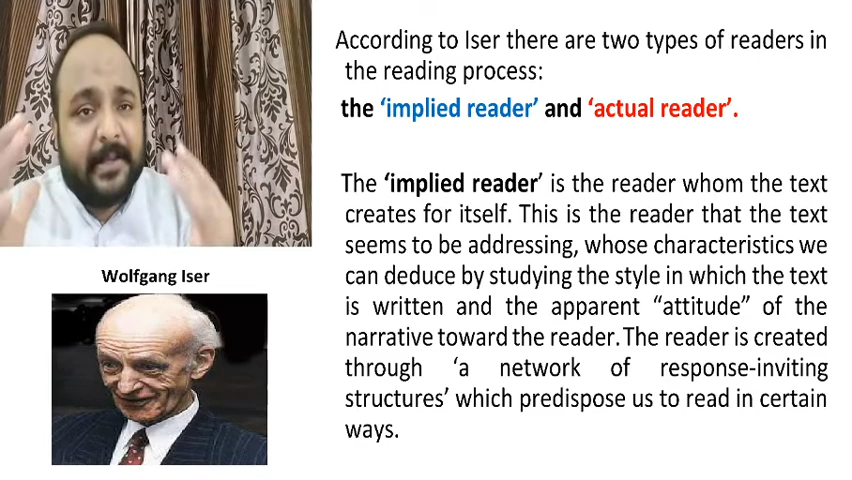 According to Iser there are two types of readers in
the reading process:
the ‘implied reader’ and ‘actual reader’.
The ‘implied reader’ is the reader whom the text
creates for itself. This is the reader that the text
seems to be addressing, whose characteristics we
can deduce by studying the style in which the text
is written and the apparent “attitude” of the
narrative toward the reader. The reader is created
through ‘a network of response-inviting
structures’ which predispose us to read in certain
ways.
Wolfgang Iser